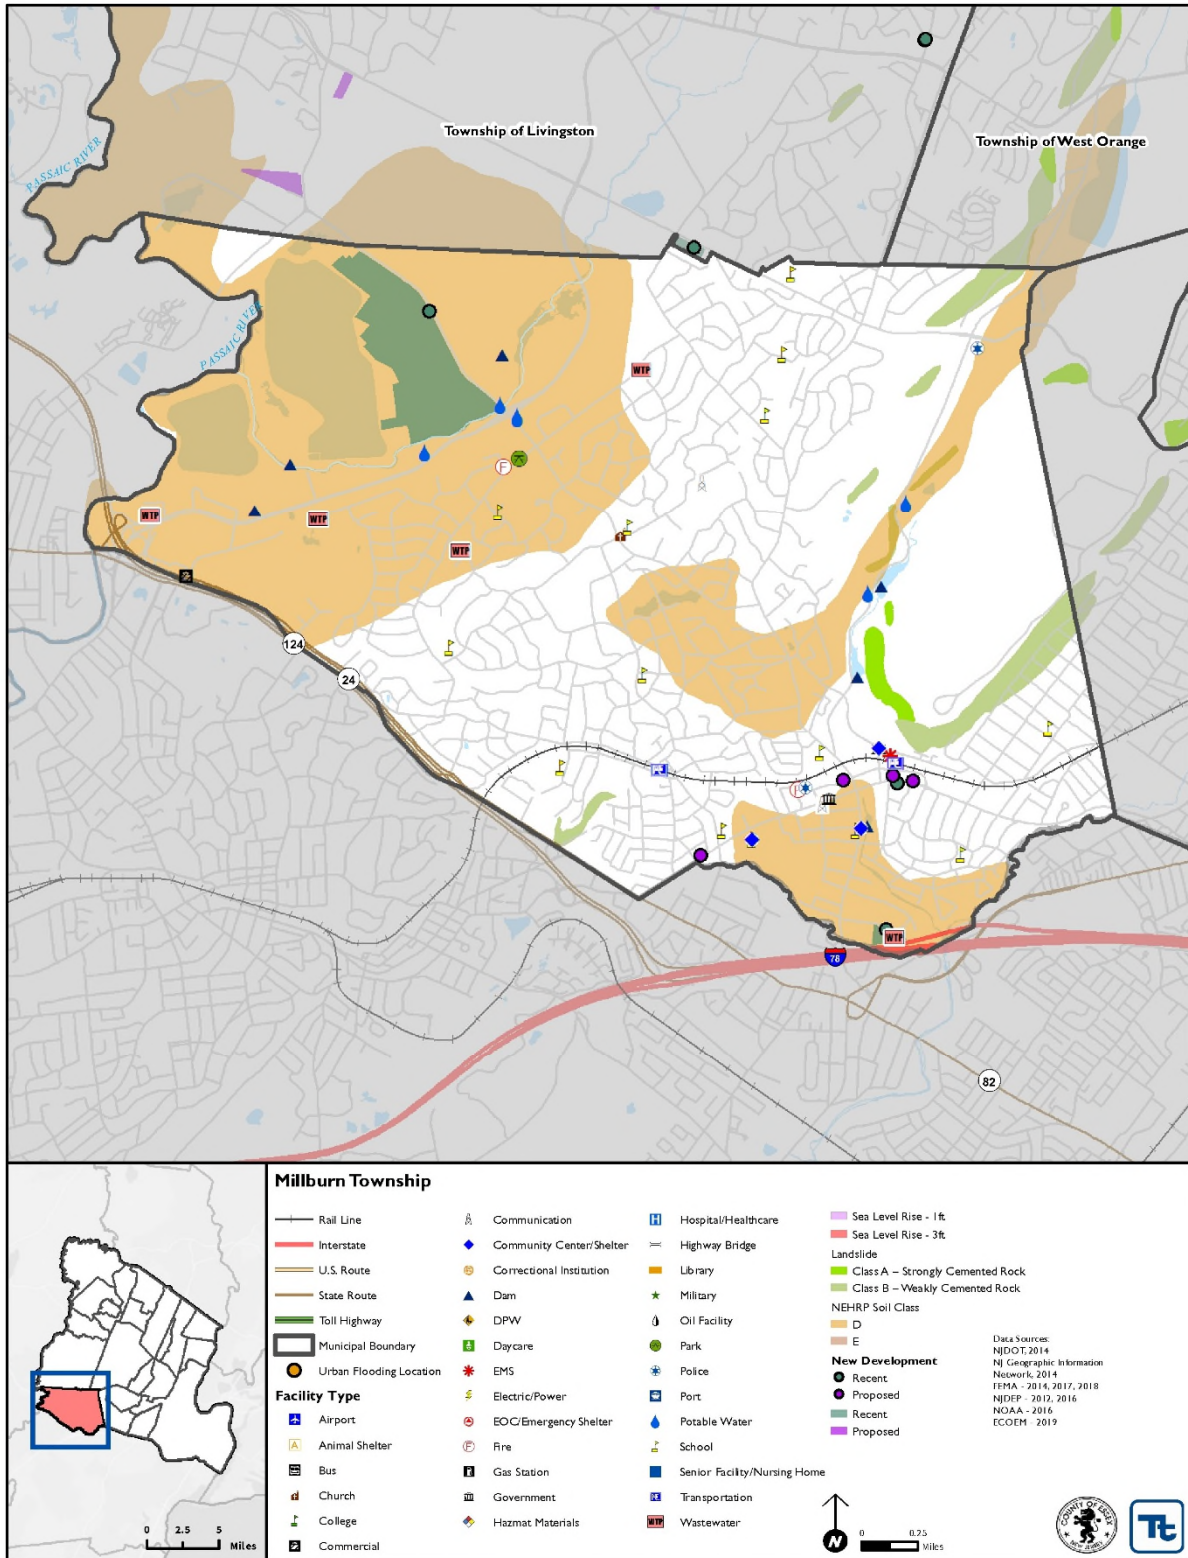 Township of Livingston
Township of West Orange
PASSAIC RIVER
PASSAIC RIVER
WTP
WTP
WTP
WTP
F
124
24
F
WTP
78
82
Millburn Township
Rail Line
Interstate
U.S. Route
State Route
Toll Highway
Municipal Boundary
Urban Flooding Location
Facility Type
Airport
A Animal Shelter
Bus
Church
College
Commercial
Communication
Community Center/Shelter
Correctional Institution
Dam
DPW
Daycare
EMS
Electric/Power
EOC/Emergency Shelter
F Fire
Gas Station
Government
Hazmat Materials
H Hospital/Healthcare
Highway Bridge
Library
Military
Oil Facility
Park
Police
Port
Potable Water
School
Senior Facility/Nursing Home
Transportation
WTP Wastewater
Sea Level Rise - 1ft
Sea Level Rise - 3ft
Landslide
Class A – Strongly Cemented Rock
Class B – Weakly Cemented Rock
NEHRP Soil Class
D
E
New Development
Recent
Proposed
Recent
Proposed
Data Sources:
NJDOT, 2014
NJ Geographic Information
Network, 2014
FEMA - 2014, 2017, 2018
NJDEP - 2012, 2016
NOAA - 2016
ECOEM - 2019
0 2.5 5
Miles
N
0 0.25
Miles
COUNTY OF ESSEX
NEW JERSEY
Tt